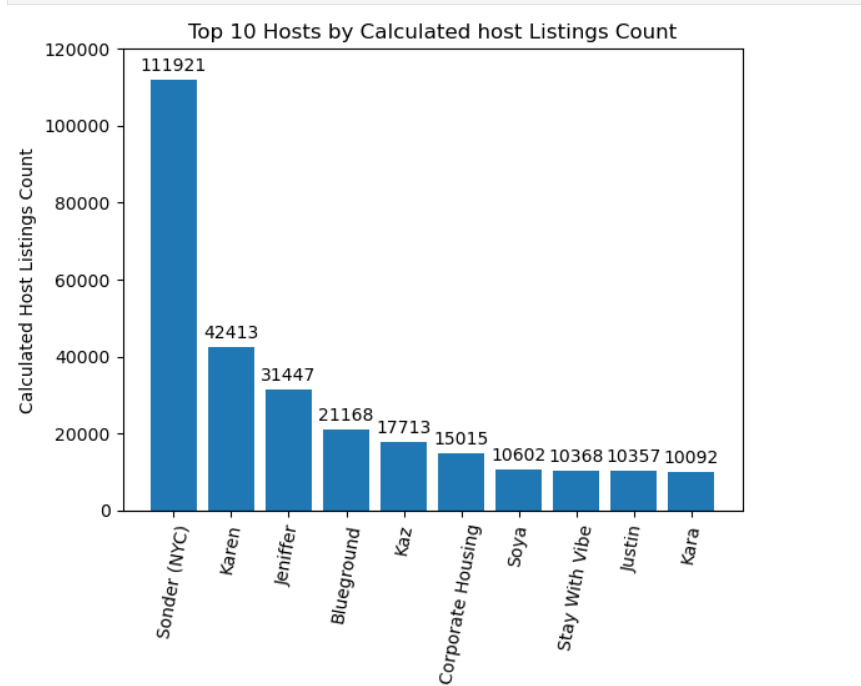 Top 10 Hosts by Calculated host Listings Count
Calculated Host Listings Count
120000
100000
80000
60000
40000
20000
0
111921
42413
31447
21168
17713
15015
10602
10368
10357
10092
Sonder (NYC)
Karen
Jeniffer
Blueground
Kaz
Corporate Housing
Soya
Stay With Vibe
Justin
Kara